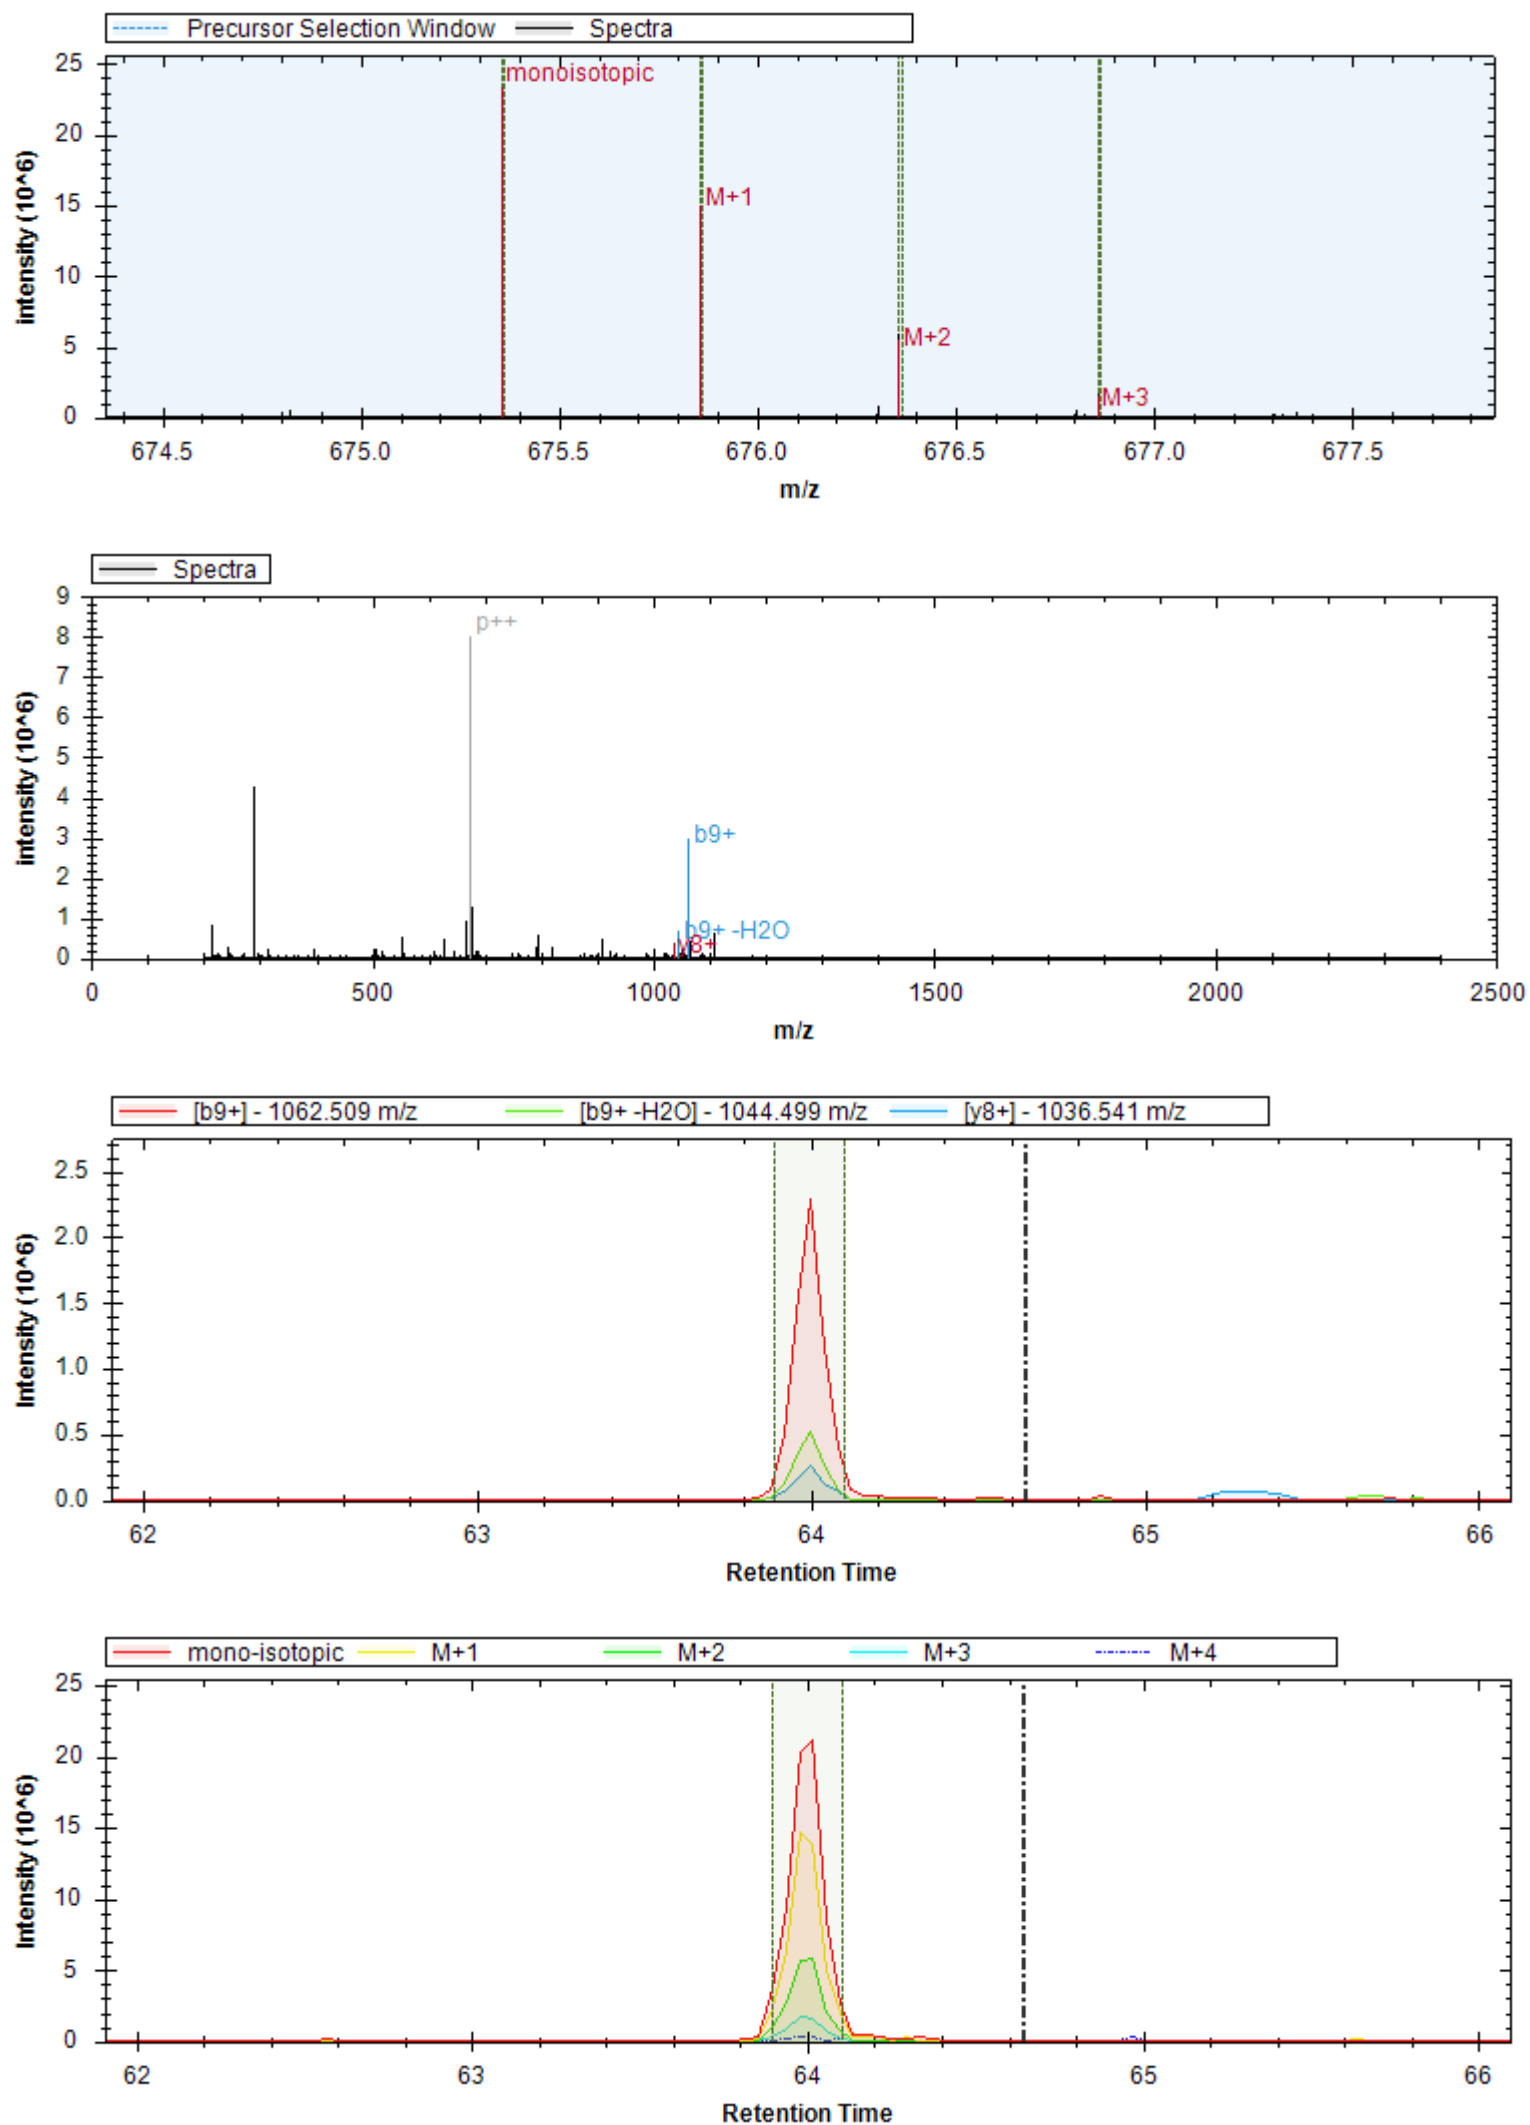 Precursor Selection Window Spectra
25
20
15
10
5
0
intensity (10^6)
monoisotopic
M+1
M+2
M+3
674.5 675.0 675.5 676.0 676.5 677.0 677.5
m/z
Spectra
9
8
7
6
5
4
3
2
1
0
intensity (10^6)
p++
b9+
b9+ -H2O
y8+
0 500 1000 1500 2000 2500
m/z
[b9+] - 1062.509 m/z [b9+ -H2O] - 1044.499 m/z [y8+] - 1036.541 m/z
2.5
2.0
1.5
1.0
0.5
0.0
Intensity (10^6)
62 63 64 65 66
Retention Time
mono-isotopic M+1 M+2 M+3 M+4
25
20
15
10
5
0
Intensity (10^6)
62 63 64 65 66
Retention Time